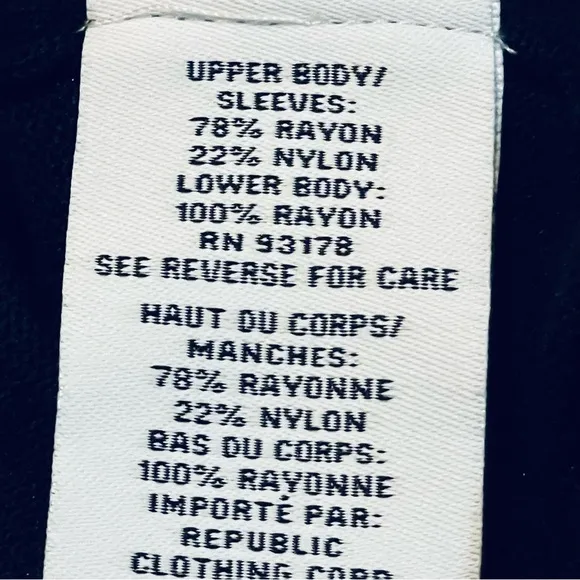 UPPER BODY/
SLEEVES:
78% RAYON
22% NYLON
LOWER BODY:
100% RAYON
RN 93178
SEE REVERSE FOR CARE
HAUT DU CORPS/
MANCHES:
78% RAYONNE
22% NYLON
BAS DU CORPS:
100% RAYONNE
IMPORTÉ PAR:
REPUBLIC
CLOTHING CORP